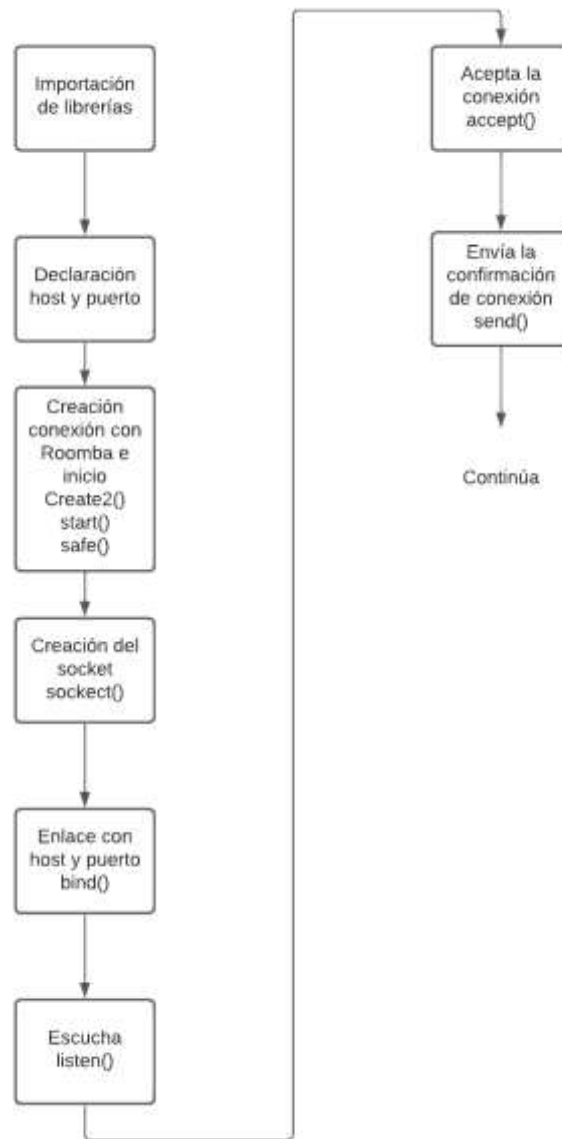 Importación
de librerías
Declaración
host y puerto
Creación
conexión con
Roomba e
inicio
Create2()
start()
safe()
Creación del
socket
sockect()
Enlace con
host y puerto
bind()
Escucha
listen()
Acepta la
conexión
accept()
Envía la
confirmación
de conexión
send()
Continúa